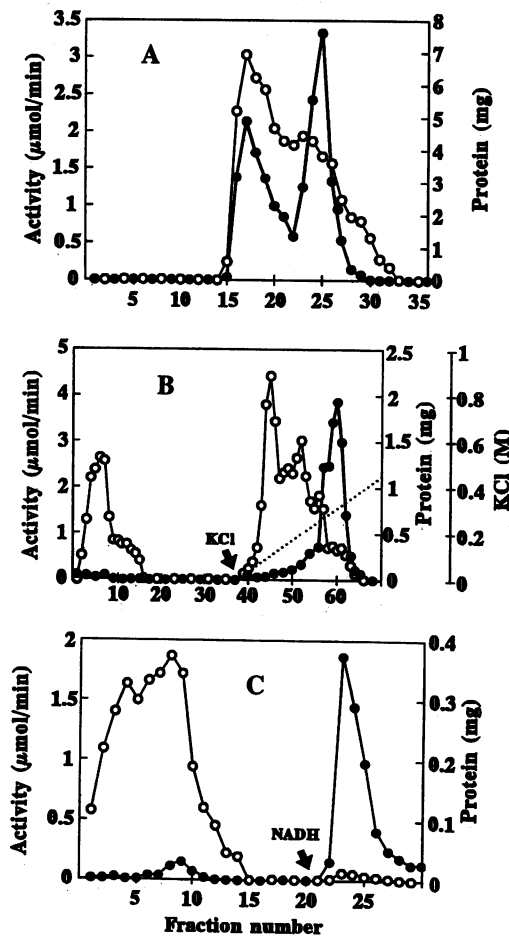 A
Activity (µmol/min)
3.5
3
2.5
2
1.5
1
0.5
0
8
7
6
5
4
3
2
1
0
Protein (mg)
5 10 15 20 25 30 35
B
Activity (µmol/min)
5
4
3
2
1
0
KCl
2.5
2
1.5
1
0.5
0
Protein (mg)
1
0.8
0.6
0.4
0.2
0
KCl (M)
0 10 20 30 40 50 60
C
Activity (µmol/min)
2
1.5
1
0.5
0
NADH
0.4
0.3
0.2
0.1
0
Protein (mg)
5 10 15 20 25
Fraction number